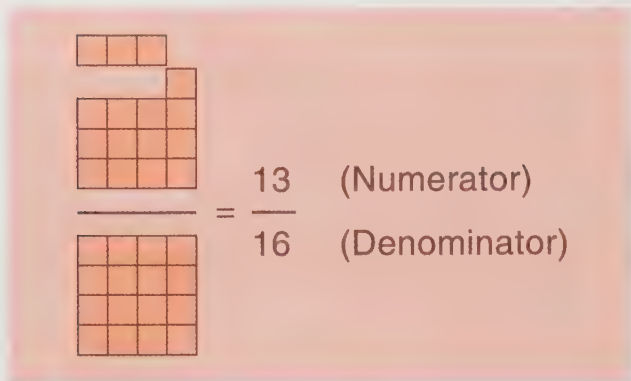 = 13 (Numerator)
16 (Denominator)